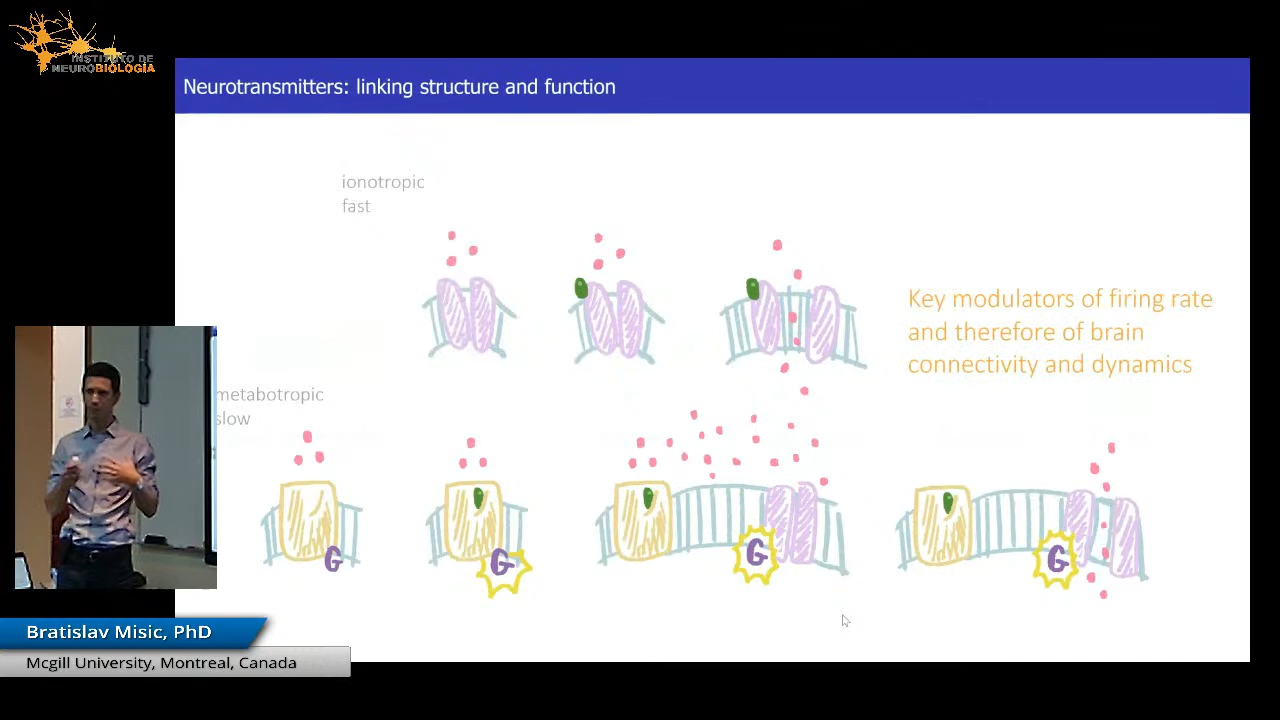 INSTITUTO DE
NEUROBIOLOGÍA
Neurotransmitters: linking structure and function
ionotropic
fast
Key modulators of firing rate
and therefore of brain
connectivity and dynamics
metabotropic
slow
G
G
G
G
Bratislav Misic, PhD
Mcgill University, Montreal, Canada